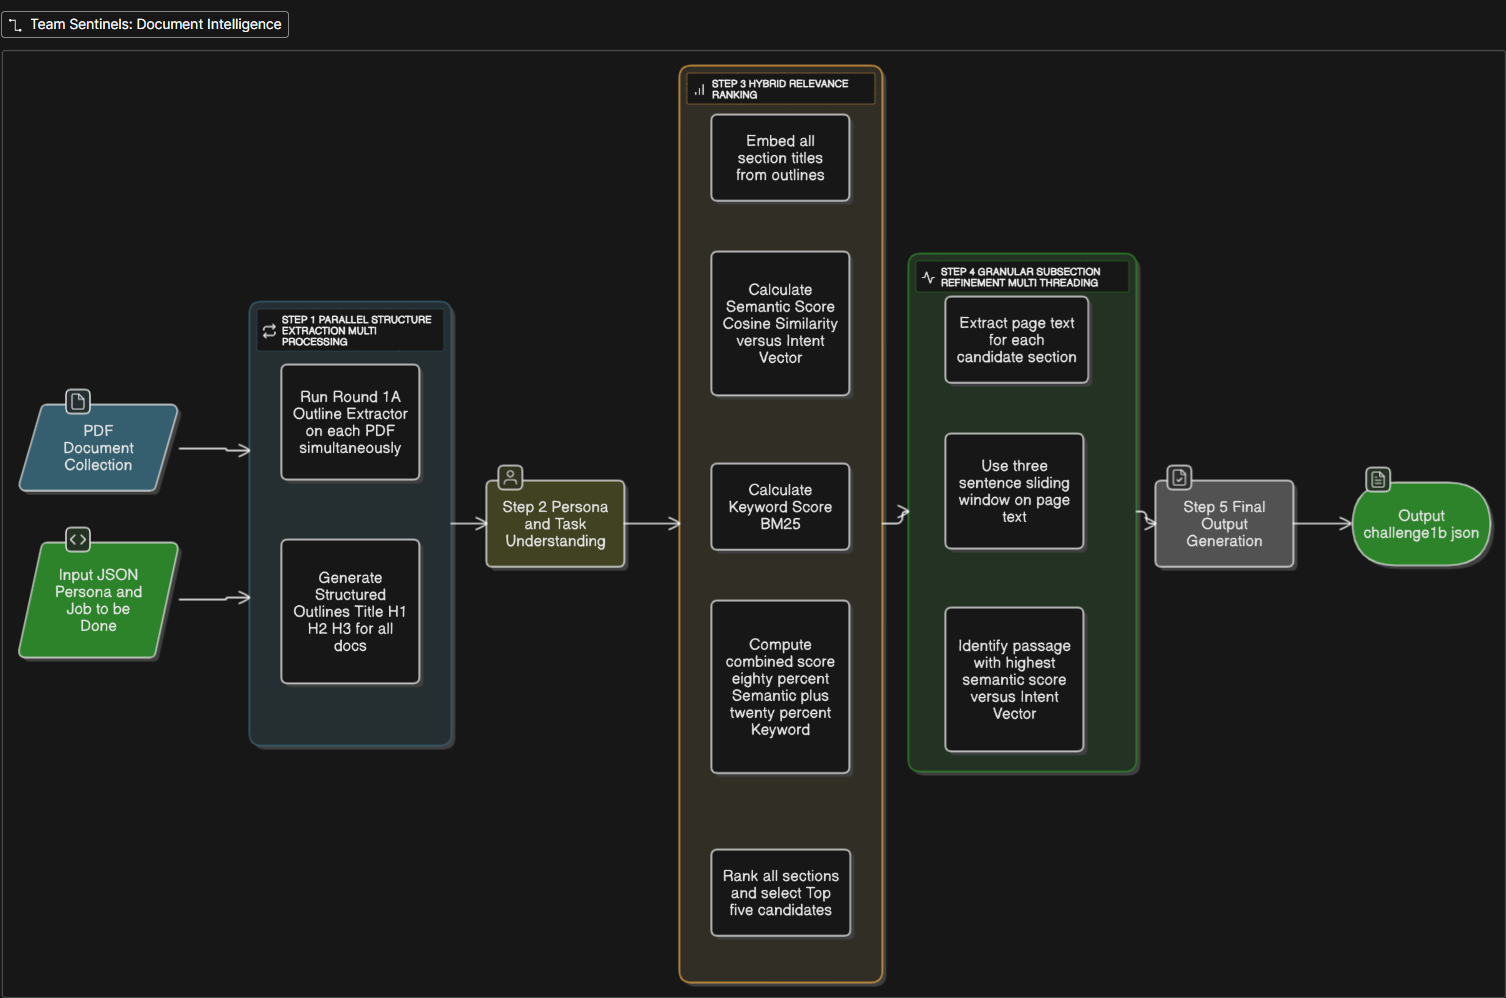 Team Sentinels: Document Intelligence
PDF
Document
Collection
Input JSON
Persona and
Job to be
Done
STEP 1 PARALLEL STRUCTURE
EXTRACTION MULTI
PROCESSING
Run Round 1A
Outline Extractor
on each PDF
simultaneously
Generate
Structured
Outlines Title H1
H2 H3 for all
docs
Step 2 Persona
and Task
Understanding
STEP 3 HYBRID RELEVANCE
RANKING
Embed all
section titles
from outlines
Calculate
Semantic Score
Cosine Similarity
versus Intent
Vector
Calculate
Keyword Score
BM25
Compute
combined score
eighty percent
Semantic plus
twenty percent
Keyword
Rank all sections
and select Top
five candidates
STEP 4 GRANULAR SUBSECTION
REFINEMENT MULTI THREADING
Extract page text
for each
candidate section
Use three
sentence sliding
window on page
text
Identify passage
with highest
semantic score
versus Intent
Vector
Step 5 Final
Output
Generation
Output
challenge1b json